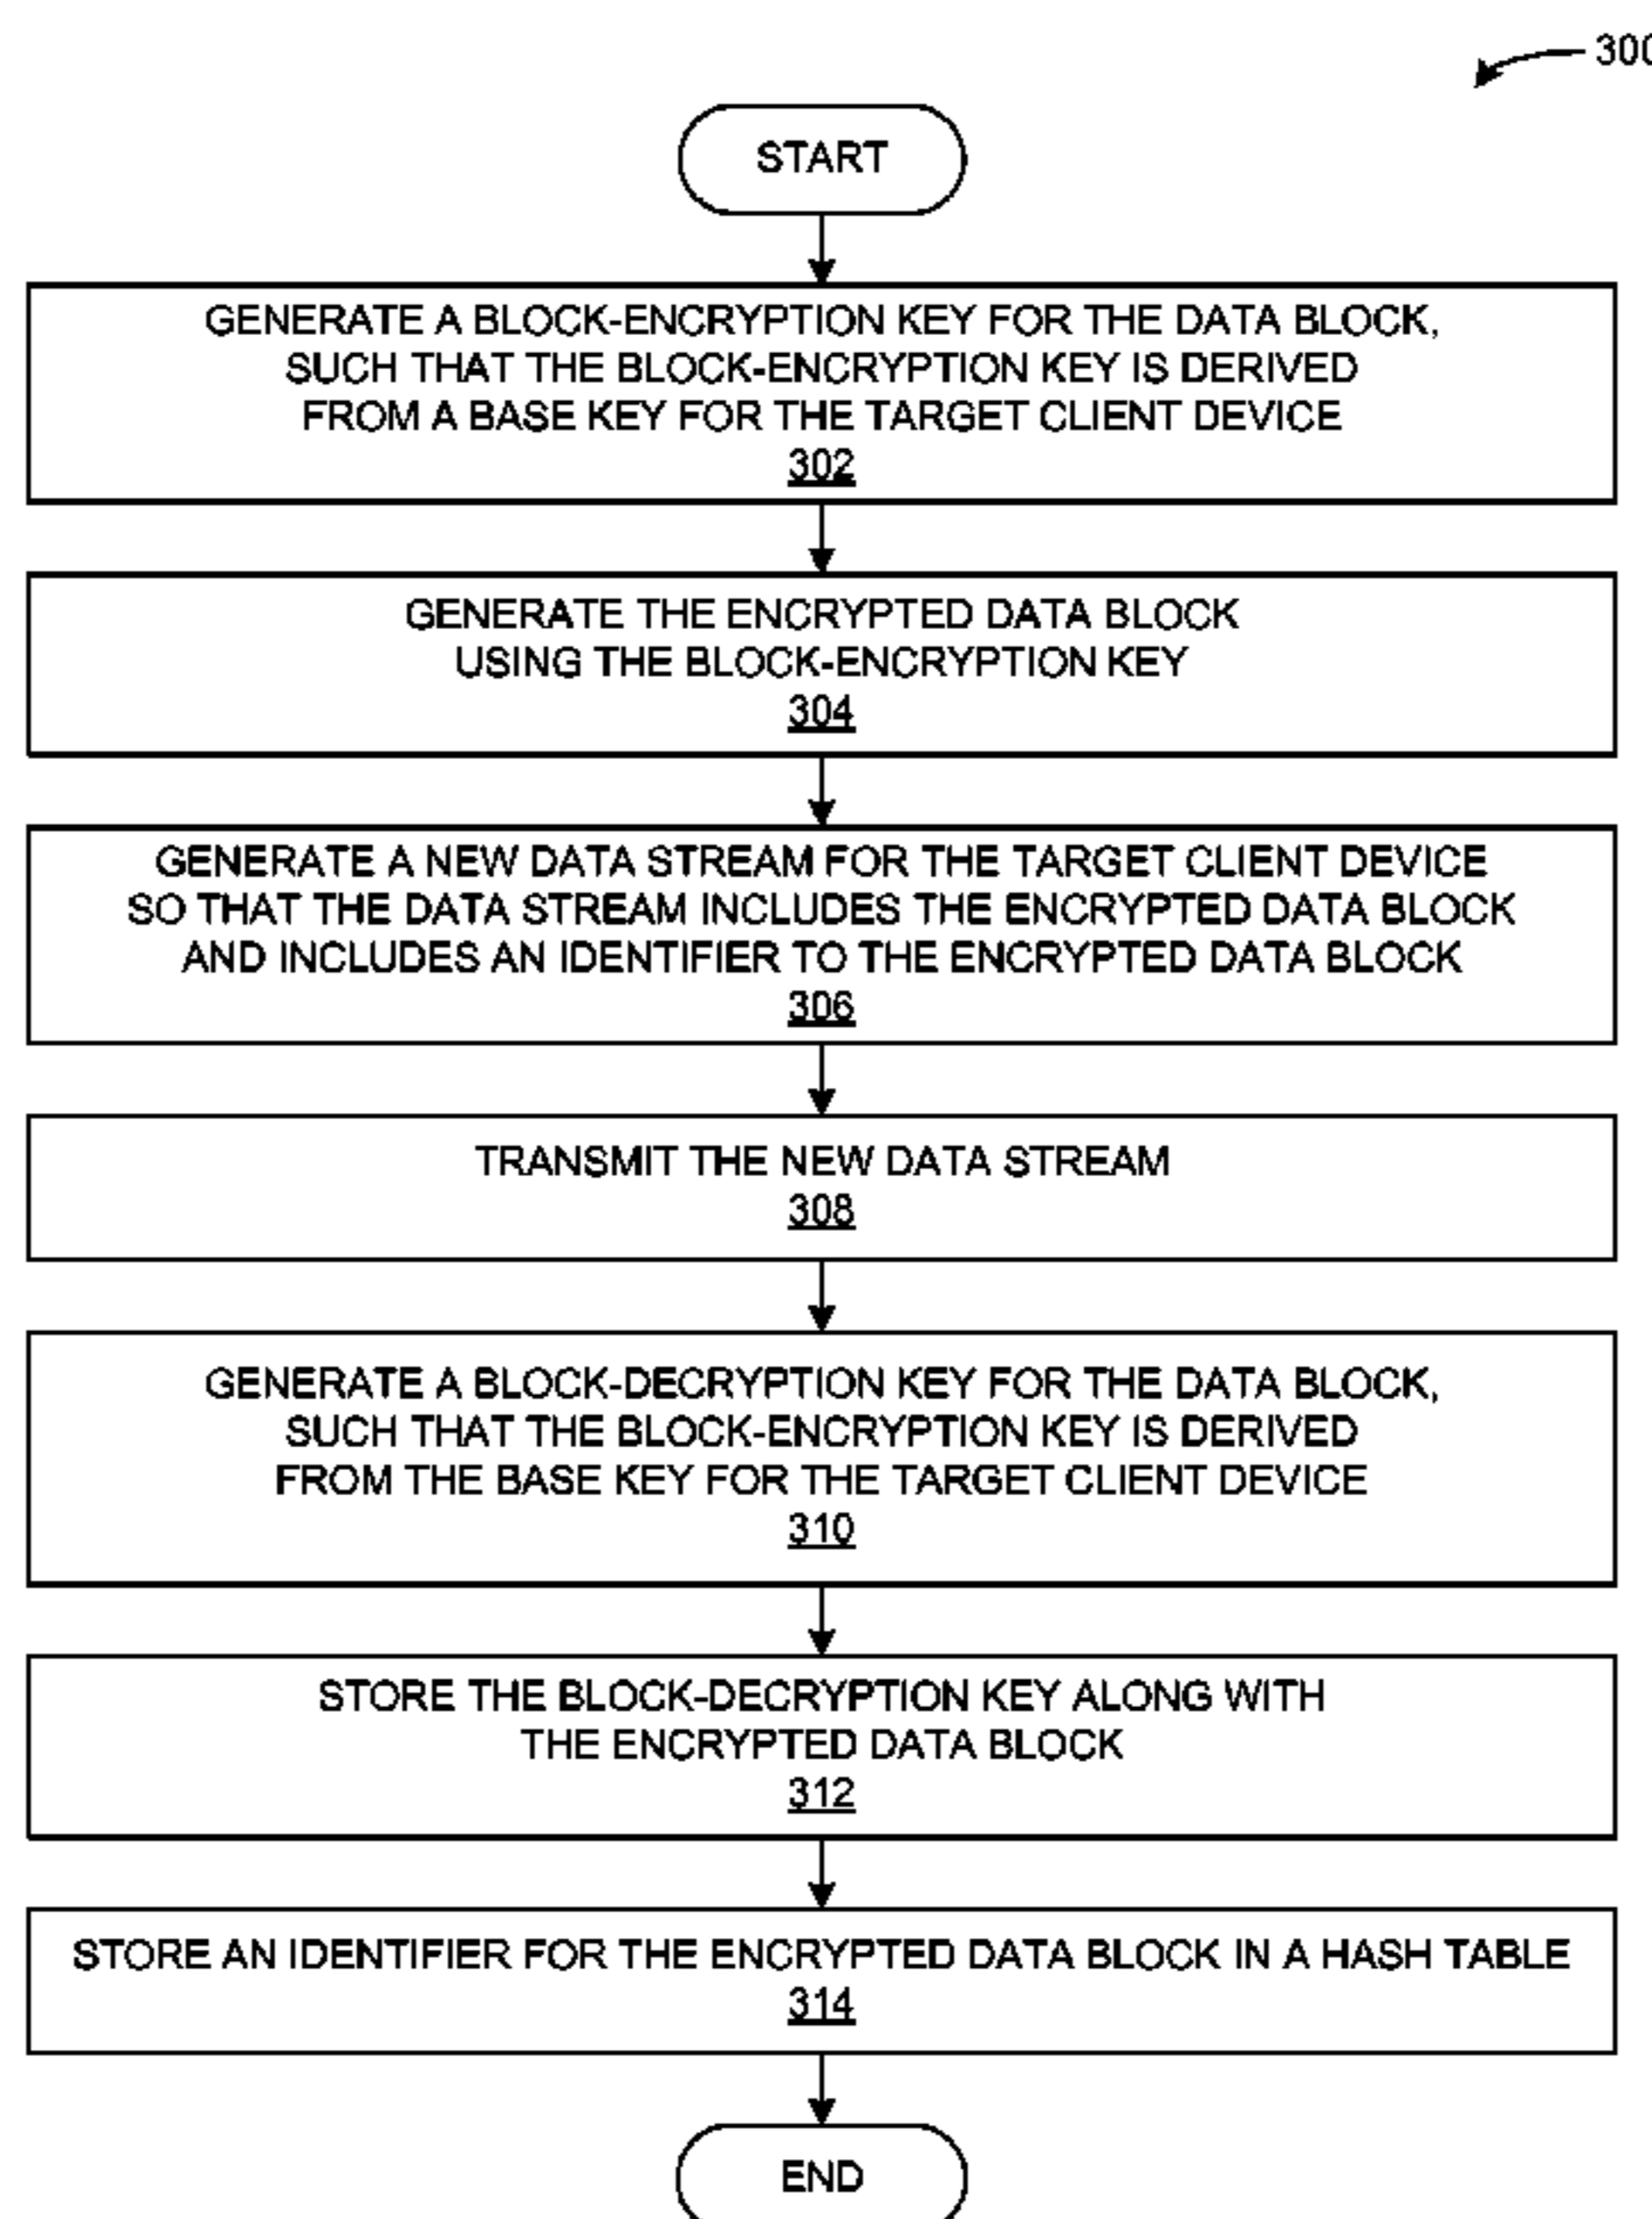 300
START
GENERATE A BLOCK-ENCRYPTION KEY FOR THE DATA BLOCK,
SUCH THAT THE BLOCK-ENCRYPTION KEY IS DERIVED
FROM A BASE KEY FOR THE TARGET CLIENT DEVICE
302
GENERATE THE ENCRYPTED DATA BLOCK
USING THE BLOCK-ENCRYPTION KEY
304
GENERATE A NEW DATA STREAM FOR THE TARGET CLIENT DEVICE
SO THAT THE DATA STREAM INCLUDES THE ENCRYPTED DATA BLOCK
AND INCLUDES AN IDENTIFIER TO THE ENCRYPTED DATA BLOCK
306
TRANSMIT THE NEW DATA STREAM
308
GENERATE A BLOCK-DECRYPTION KEY FOR THE DATA BLOCK,
SUCH THAT THE BLOCK-ENCRYPTION KEY IS DERIVED
FROM THE BASE KEY FOR THE TARGET CLIENT DEVICE
310
STORE THE BLOCK-DECRYPTION KEY ALONG WITH
THE ENCRYPTED DATA BLOCK
312
STORE AN IDENTIFIER FOR THE ENCRYPTED DATA BLOCK IN A HASH TABLE
314
END